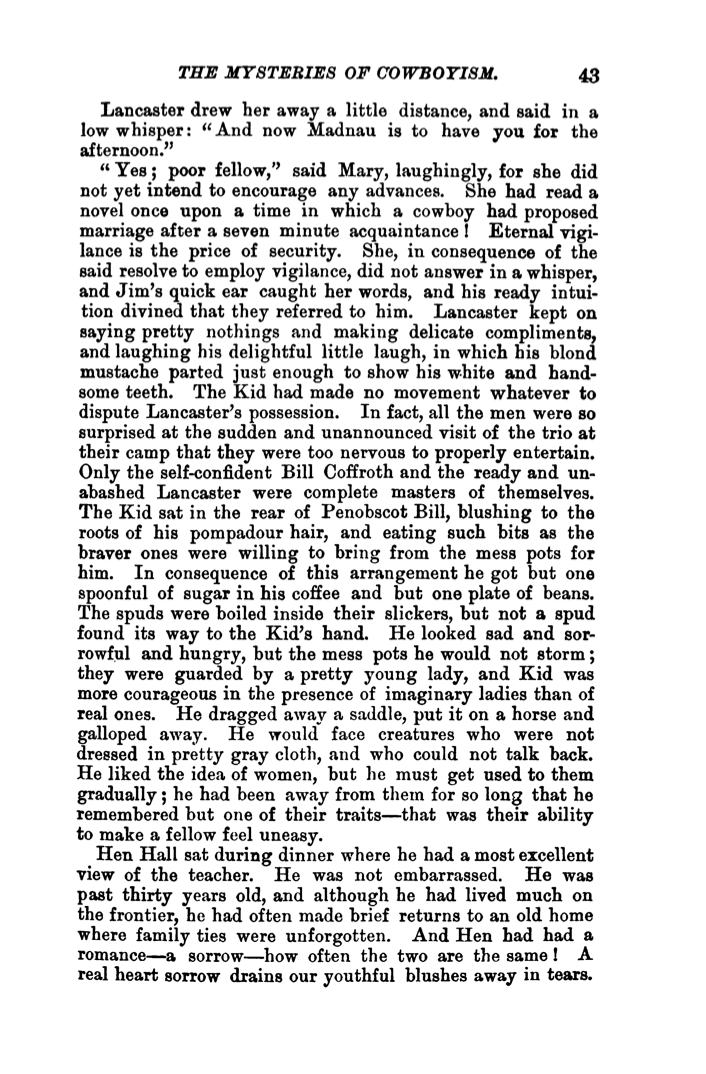 THE MYSTERIES OF COWBOYISM. 43
Lancaster drew her away a little distance, and said in a
low whisper: “And now Madnau is to have you for the
afternoon.”
“Yes; poor fellow,” said Mary, laughingly, for she did
not yet intend to encourage any advances. She had read a
novel once upon a time in which a cowboy had proposed
marriage after a seven minute acquaintance! Eternal vigi-
lance is the price of security. She, in consequence of the
said resolve to employ vigilance, did not answer in a whisper,
and Jim’s quick ear caught her words, and his ready intui-
tion divined that they referred to him. Lancaster kept on
saying pretty nothings and making delicate compliments,
and laughing his delightful little laugh, in which his blond
mustache parted just enough to show his white and hand-
some teeth. The Kid had made no movement whatever to
dispute Lancaster’s possession. In fact, all the men were so
surprised at the sudden and unannounced visit of the trio at
their camp that they were too nervous to properly entertain.
Only the self-confident Bill Coffroth and the ready and un-
abashed Lancaster were complete masters of themselves.
The Kid sat in the rear of Penobscot Bill, blushing to the
roots of his pompadour hair, and eating such bits as the
braver ones were willing to bring from the mess pots for
him. In consequence of this arrangement he got but one
spoonful of sugar in his coffee and but one plate of beans.
The spuds were boiled inside their slickers, but not a spud
found its way to the Kid’s hand. He looked sad and sor-
rowful and hungry, but the mess pots he would not storm;
they were guarded by a pretty young lady, and Kid was
more courageous in the presence of imaginary ladies than of
real ones. He dragged away a saddle, put it on a horse and
galloped away. He would face creatures who were not
dressed in pretty gray cloth, and who could not talk back.
He liked the idea of women, but he must get used to them
gradually; he had been away from them for so long that he
remembered but one of their traits—that was their ability
to make a fellow feel uneasy.
Hen Hall sat during dinner where he had a most excellent
view of the teacher. He was not embarrassed. He was
past thirty years old, and although he had lived much on
the frontier, he had often made brief returns to an old home
where family ties were unforgotten. And Hen had had a
romance—a sorrow—how often the two are the same! A
real heart sorrow drains our youthful blushes away in tears.